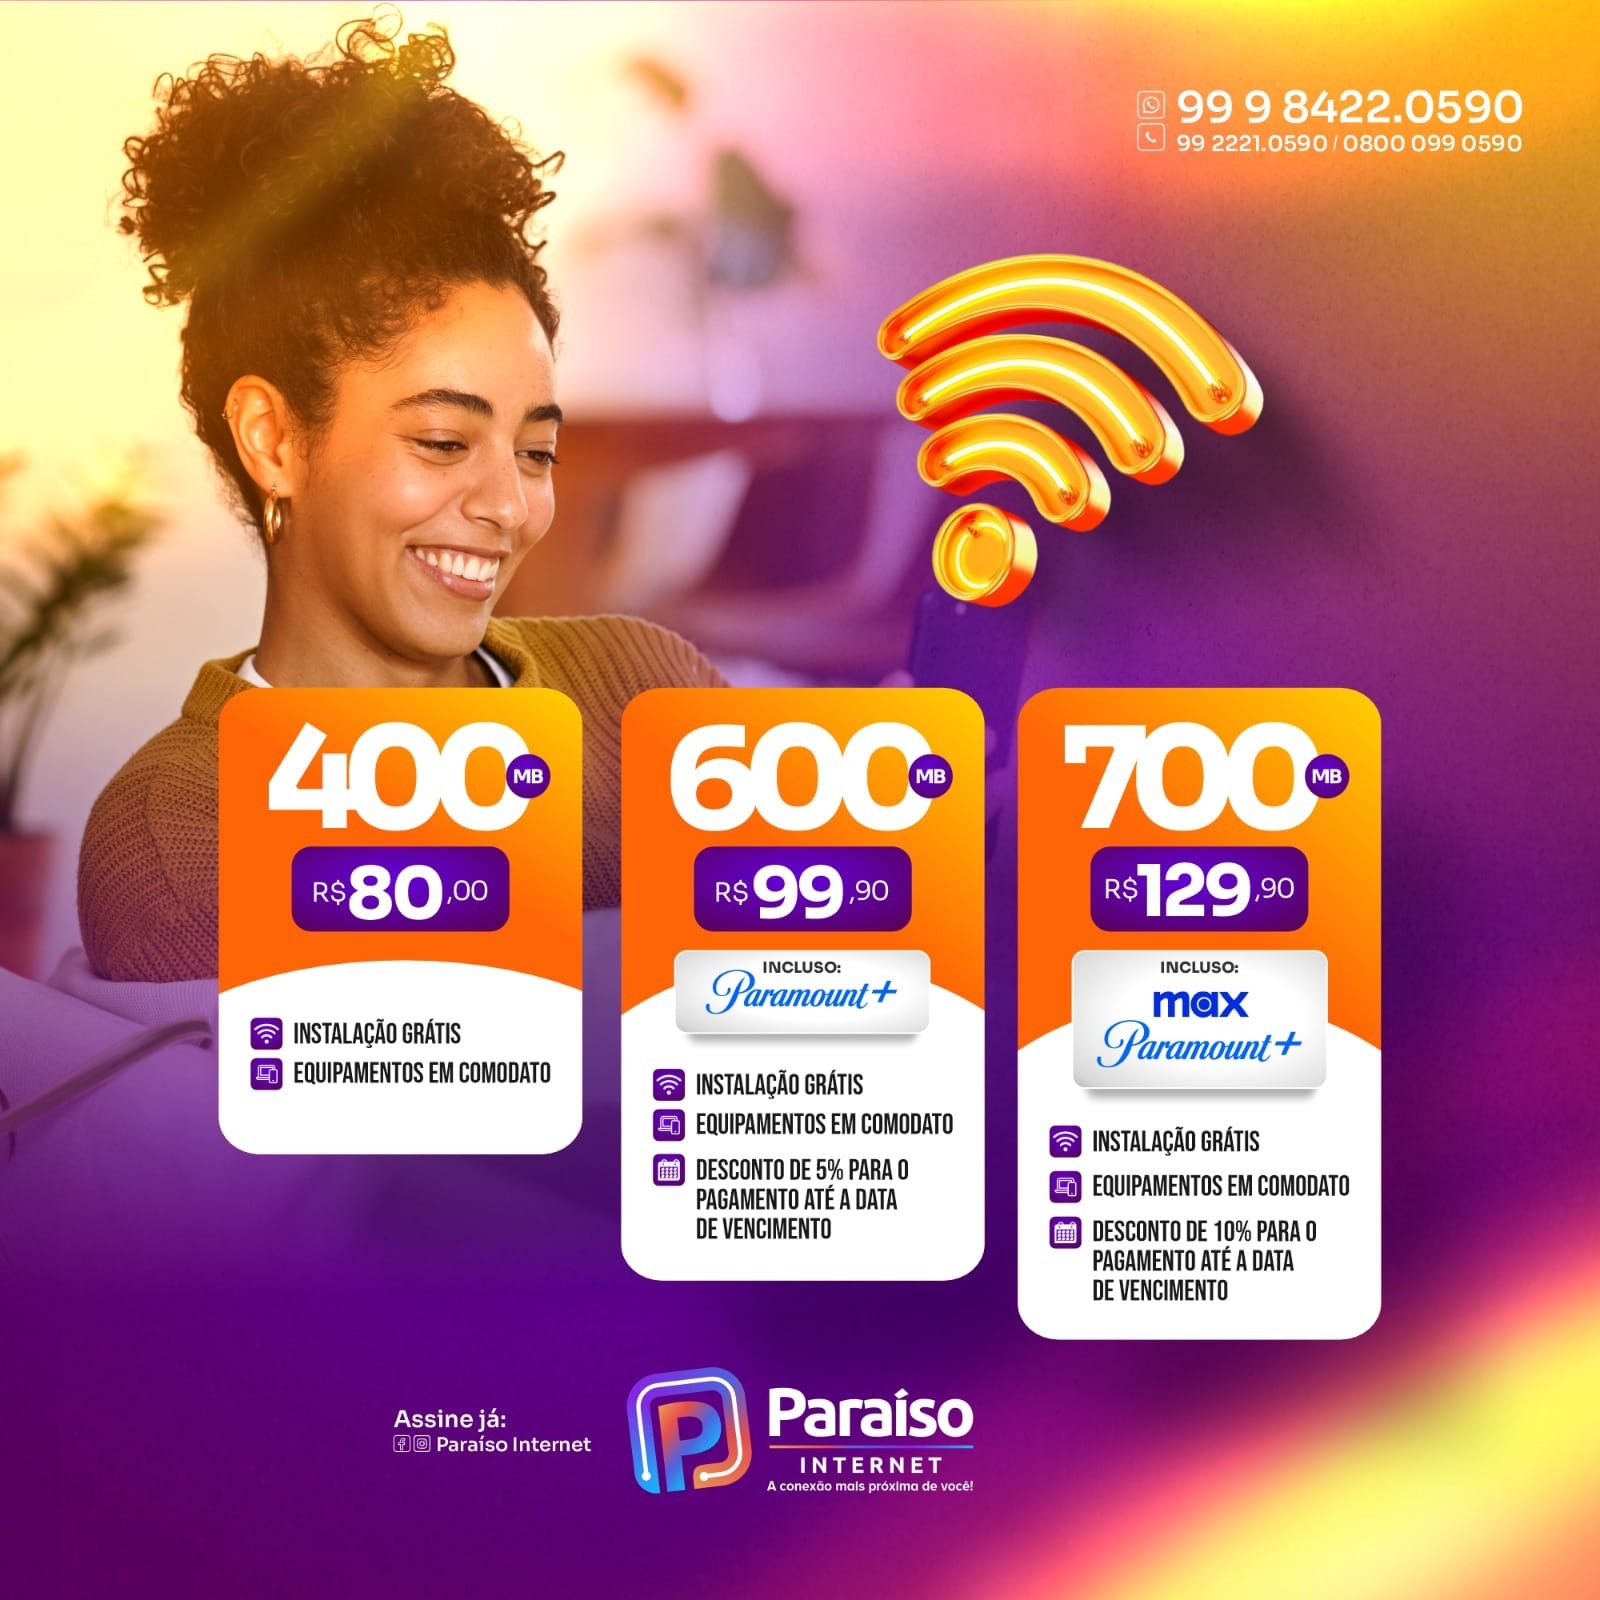 99 9 8422.0590
99 2221.0590 / 0800 099 0590
400 MB
R$80,00
INSTALAÇÃO GRÁTIS
EQUIPAMENTOS EM COMODATO
600 MB
R$99,90
INCLUSO:
Paramount+
INSTALAÇÃO GRÁTIS
EQUIPAMENTOS EM COMODATO
DESCONTO DE 5% PARA O
PAGAMENTO ATÉ A DATA
DE VENCIMENTO
700 MB
R$129,90
INCLUSO:
max
Paramount+
INSTALAÇÃO GRÁTIS
EQUIPAMENTOS EM COMODATO
DESCONTO DE 10% PARA O
PAGAMENTO ATÉ A DATA
DE VENCIMENTO
Assine já:
Paraíso Internet
P
Paraíso
INTERNET
A conexão mais próxima de você!